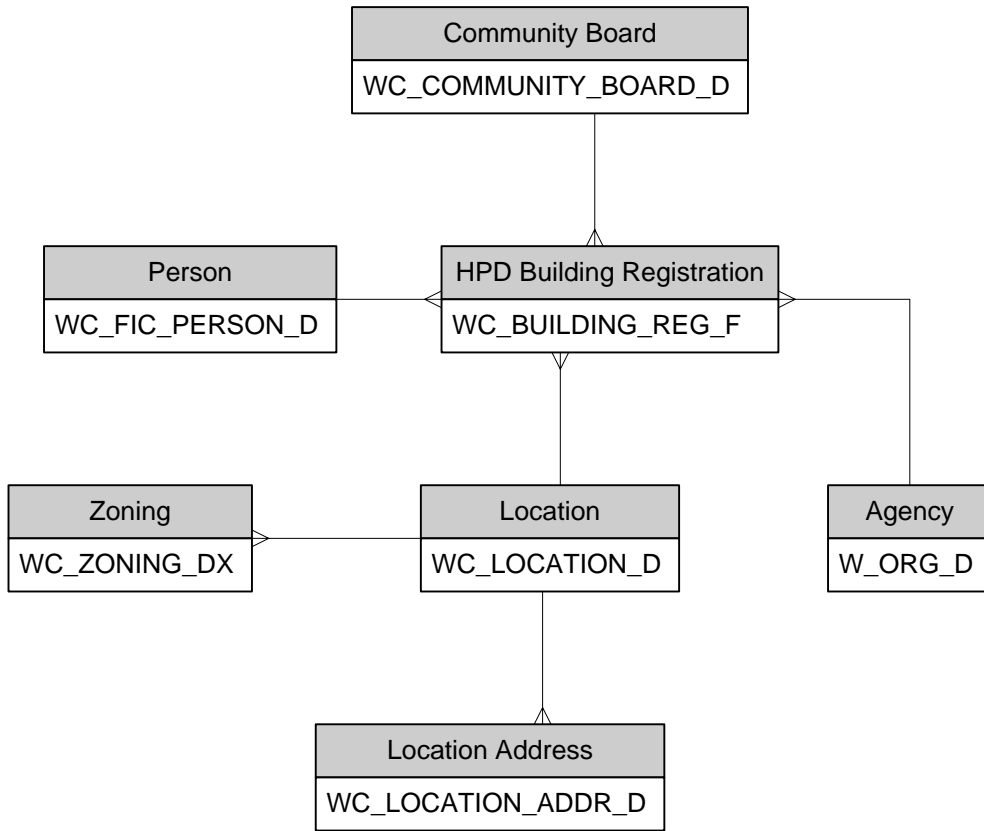 Community Board
WC_COMMUNITY_BOARD_D
Person
WC_FIC_PERSON_D
HPD Building Registration
WC_BUILDING_REG_F
Zoning
WC_ZONING_DX
Location
WC_LOCATION_D
Agency
W_ORG_D
Location Address
WC_LOCATION_ADDR_D